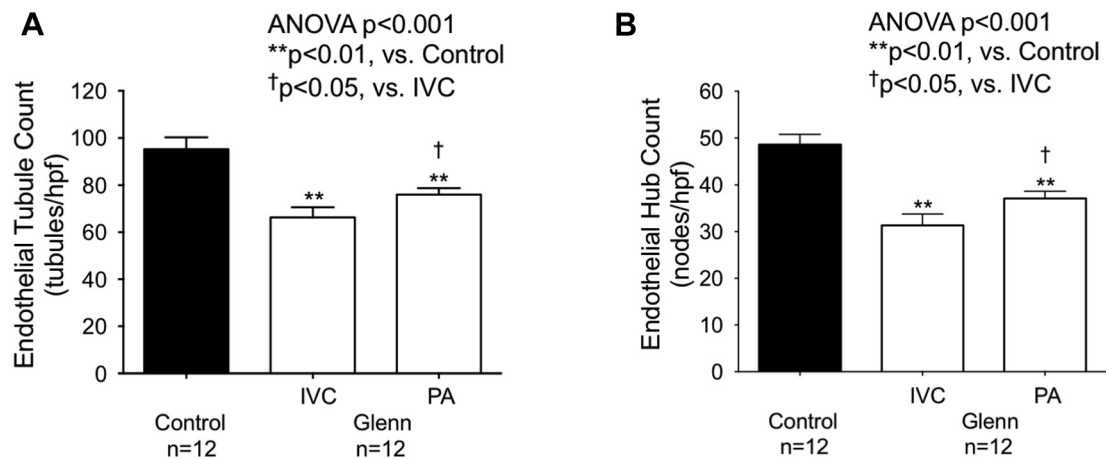 A
ANOVA p<0.001
**p<0.01, vs. Control
†p<0.05, vs. IVC
Endothelial Tubule Count
(tubules/hpf)
120
100
80
60
40
20
0
**
†
**
IVC
PA
Control
n=12
Glenn
n=12
B
ANOVA p<0.001
**p<0.01, vs. Control
†p<0.05, vs. IVC
Endothelial Hub Count
(nodes/hpf)
60
50
40
30
20
10
0
**
†
**
IVC
PA
Control
n=12
Glenn
n=12